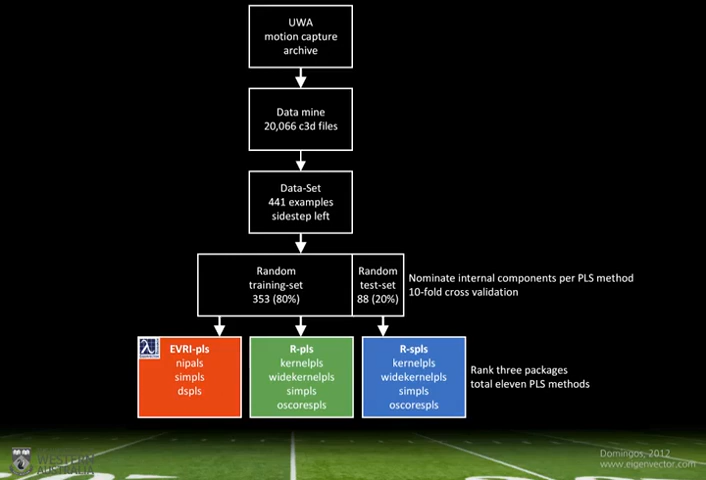 UWA
motion capture
archive
Data mine
20,066 c3d files
Data-Set
441 examples
sidestep left
Random
training-set
353 (80%)
Random
test-set
88 (20%)
Nominate internal components per PLS method
10-fold cross validation
EVRI-pls
nipals
simpls
dspls
R-pls
kernelpls
widekernelpls
simpls
oscorespls
R-spls
kernelpls
widekernelpls
simpls
oscorespls
Rank three packages
total eleven PLS methods
WESTERN
AUSTRALIA
Domingos, 2012
www.eigenvector.com